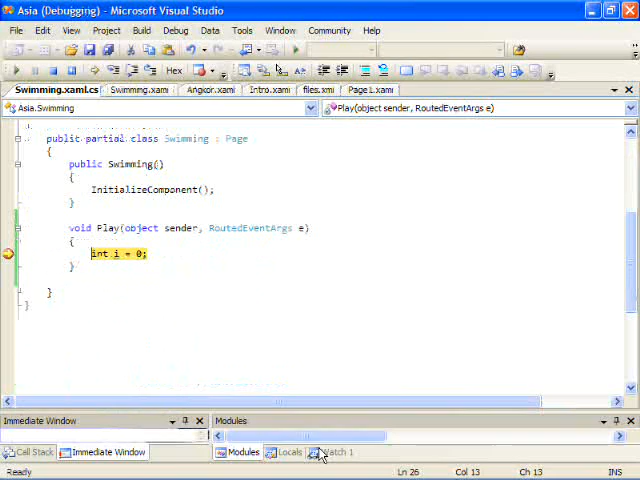 Asia (Debugging) - Microsoft Visual Studio
File Edit View Project Build Debug Data Tools Window Community Help
Hex
Swimming.xaml.cs Swimming.xaml Angkor.xaml Intro.xaml files.xml Page1.xaml
Asia.Swimming Play(object sender, RoutedEventArgs e)
public partial class Swimming : Page
{
public Swimming()
{
InitializeComponent();
}
void Play(object sender, RoutedEventArgs e)
{
int i = 0;
}
}
}
Immediate Window Modules
Call Stack Immediate Window Modules Locals Watch 1
Ready Ln 26 Col 13 Ch 13 INS